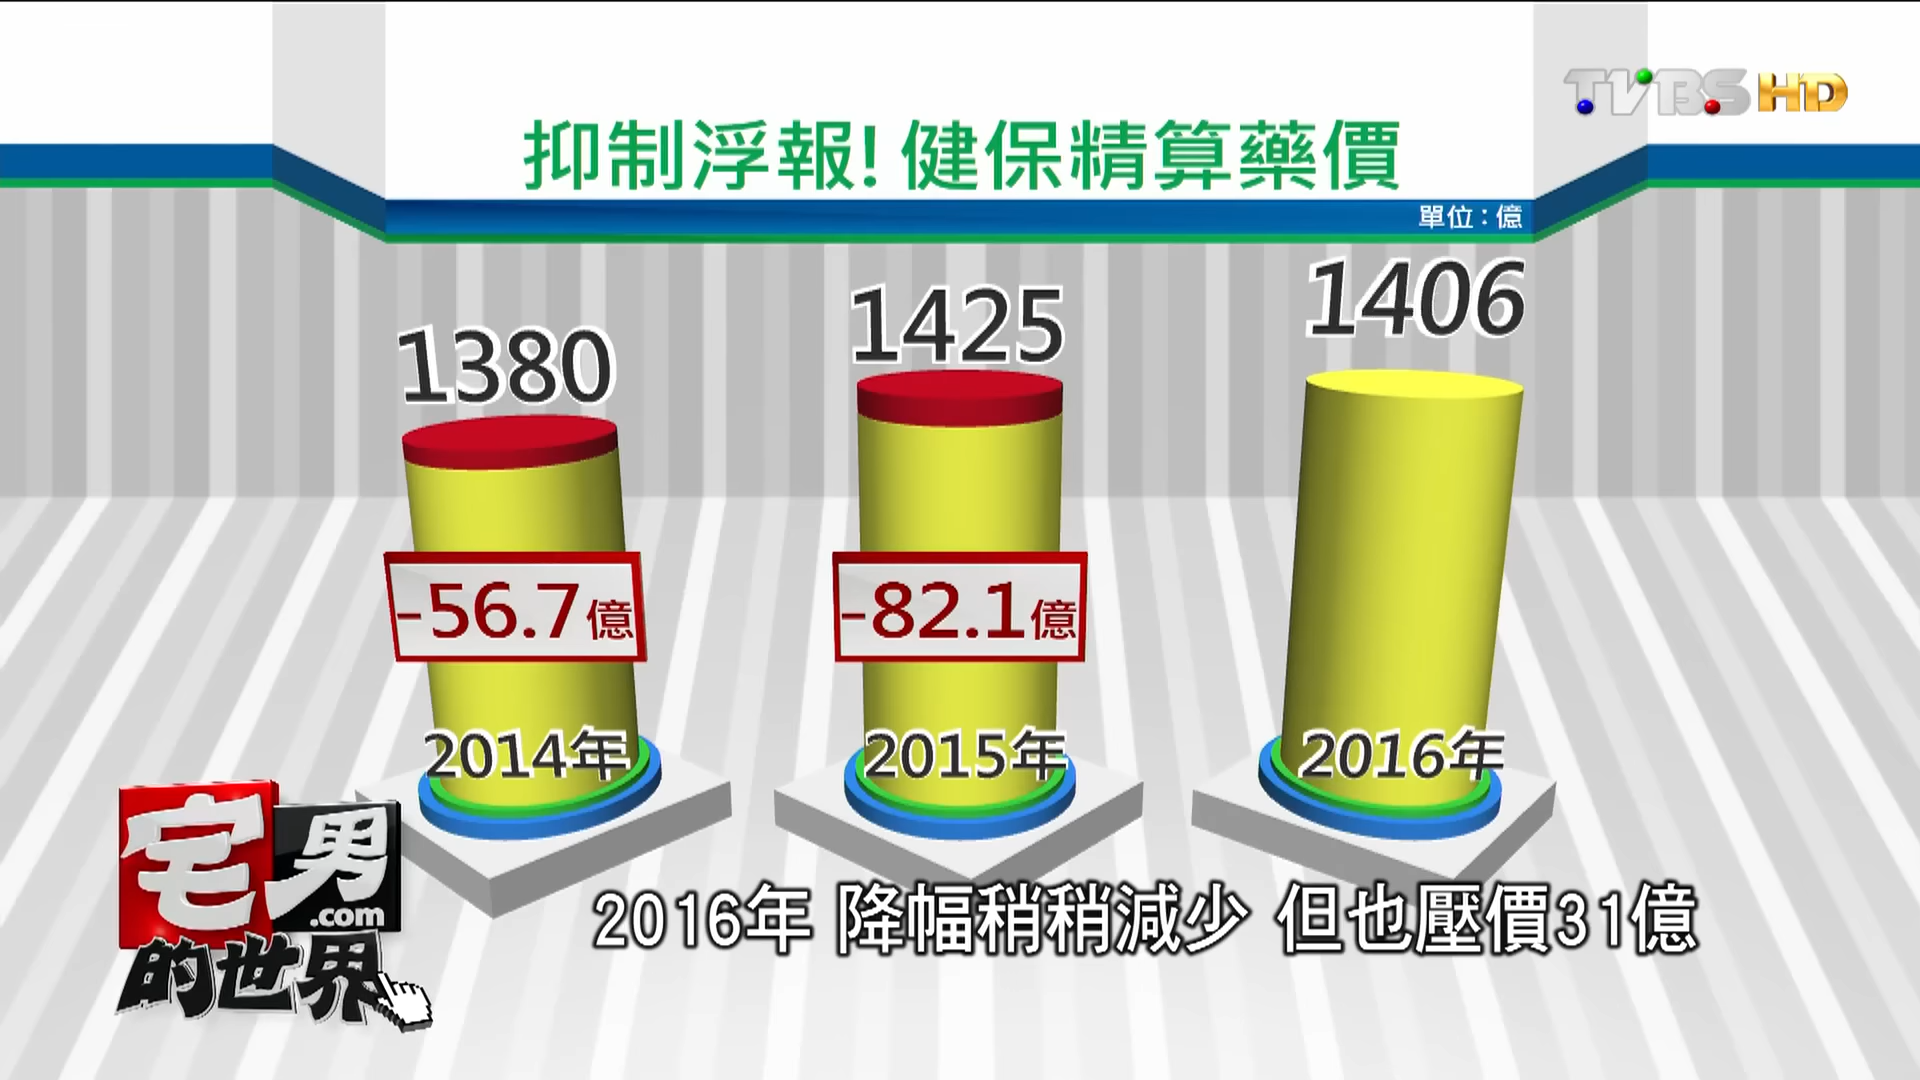 TVBS HD
抑制浮報!健保精算藥價
單位:億
1380
1425
1406
-56.7億
-82.1億
2014年
2015年
2016年
宅男
.com
的世界
2016年 降幅稍稍減少 但也壓價31億